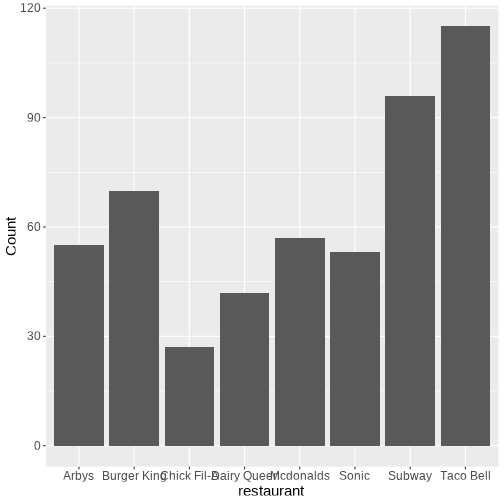 Count
120
90
60
30
0
Arbys Burger King Chick Fil-A Dairy Queen Mcdonalds Sonic Subway Taco Bell
restaurant